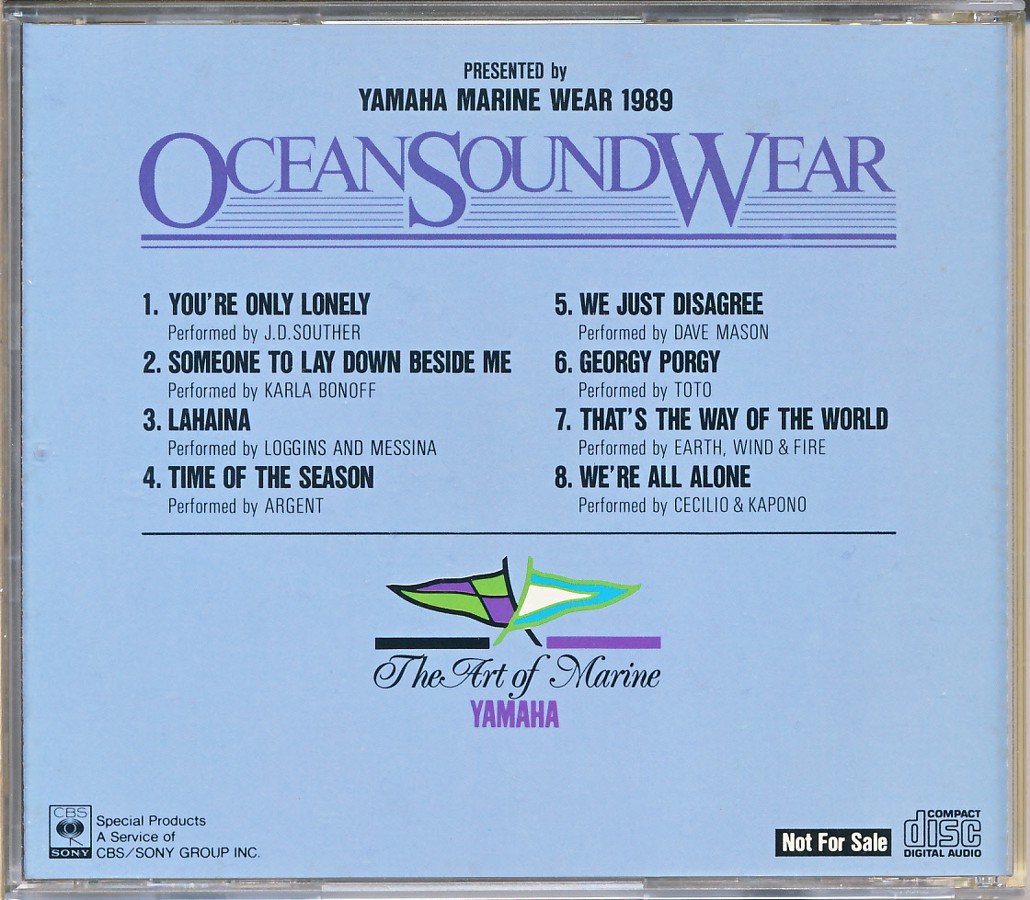 PRESENTED by
YAMAHA MARINE WEAR 1989
OCEANSOUNDWEAR
1. YOU'RE ONLY LONELY
Performed by J.D.SOUTHER
2. SOMEONE TO LAY DOWN BESIDE ME
Performed by KARLA BONOFF
3. LAHAINA
Performed by LOGGINS AND MESSINA
4. TIME OF THE SEASON
Performed by ARGENT
5. WE JUST DISAGREE
Performed by DAVE MASON
6. GEORGY PORGY
Performed by TOTO
7. THAT'S THE WAY OF THE WORLD
Performed by EARTH, WIND & FIRE
8. WE'RE ALL ALONE
Performed by CECILIO & KAPONO
The Art of Marine
YAMAHA
CBS
SONY
Special Products
A Service of
CBS/SONY GROUP INC.
Not For Sale
COMPACT
disc
DIGITAL AUDIO